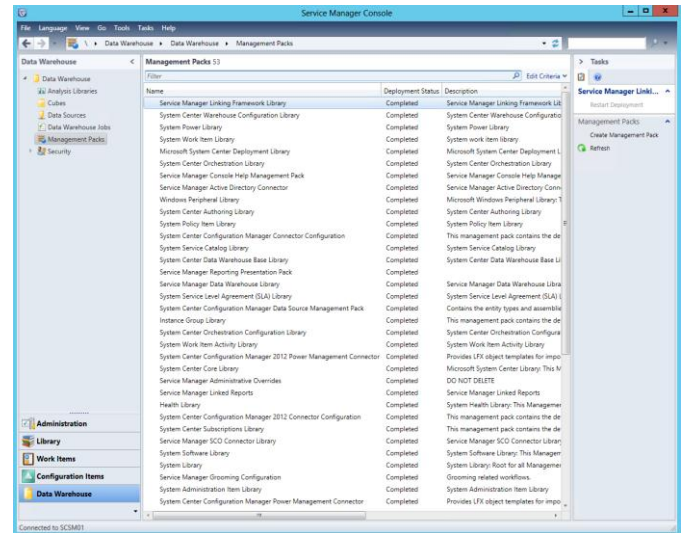 Service Manager Console
File Language View Go Tools Tasks Help
\ Data Warehouse Data Warehouse Management Packs
Data Warehouse <
Data Warehouse
Analysis Libraries
Cubes
Data Sources
Data Warehouse Jobs
Management Packs
Security
Administration
Library
Work Items
Configuration Items
Data Warehouse
Management Packs 53
Filter Edit Criteria
Name Deployment Status Description
Service Manager Linking Framework Library Completed Service Manager Linking Framework Lib
System Center Warehouse Configuration Library Completed System Center Warehouse Configuratio
System Power Library Completed System Power Library
System Work Item Library Completed System work item library
Microsoft System Center Deployment Library Completed Microsoft System Center Deployment L
System Center Orchestration Library Completed System Center Orchestration Library
Service Manager Console Help Management Pack Completed Service Manager Console Help Manage
Service Manager Active Directory Connector Completed Service Manager Active Directory Conn
Windows Peripheral Library Completed Microsoft Windows Peripheral Library: T
System Center Authoring Library Completed System Center Authoring Library
System Policy Item Library Completed System Policy Item Library
System Center Configuration Manager Connector Configuration Completed This management pack contains the de
System Service Catalog Library Completed System Service Catalog Library
System Center Data Warehouse Base Library Completed System Center Data Warehouse Base Li
Service Manager Reporting Presentation Pack Completed
Service Manager Data Warehouse Library Completed Service Manager Data Warehouse Libra
System Service Level Agreement (SLA) Library Completed System Service Level Agreement (SLA) L
System Center Configuration Manager Data Source Management Pack Completed Contains the entity types and assemblie
Instance Group Library Completed This management pack contains the de
System Center Orchestration Configuration Library Completed System Center Orchestration Configura
System Work Item Activity Library Completed System Work Item Activity Library
System Center Configuration Manager 2012 Power Management Connector Completed Provides LFX object templates for impo
System Center Core Library Completed Microsoft System Center Library: This M
Service Manager Administrative Overrides Completed DO NOT DELETE
Service Manager Linked Reports Completed Service Manager Linked Reports
Health Library Completed System Health Library: This Managemer
System Center Configuration Manager 2012 Connector Configuration Completed This management pack contains the de
System Center Subscriptions Library Completed This management pack contains the de
Service Manager SCO Connector Library Completed Service Manager SCO Connector Library
System Software Library Completed System Software Library: This Managem
System Library Completed System Library: Root for all Managemer
Service Manager Grooming Configuration Completed Grooming related workflows.
System Administration Item Library Completed System Administration Item Library
System Center Configuration Manager Power Management Connector Completed Provides LFX object templates for impo
> Tasks
Service Manager Linki...
Restart Deployment
Management Packs
Create Management Pack
Refresh
Connected to SCSM01